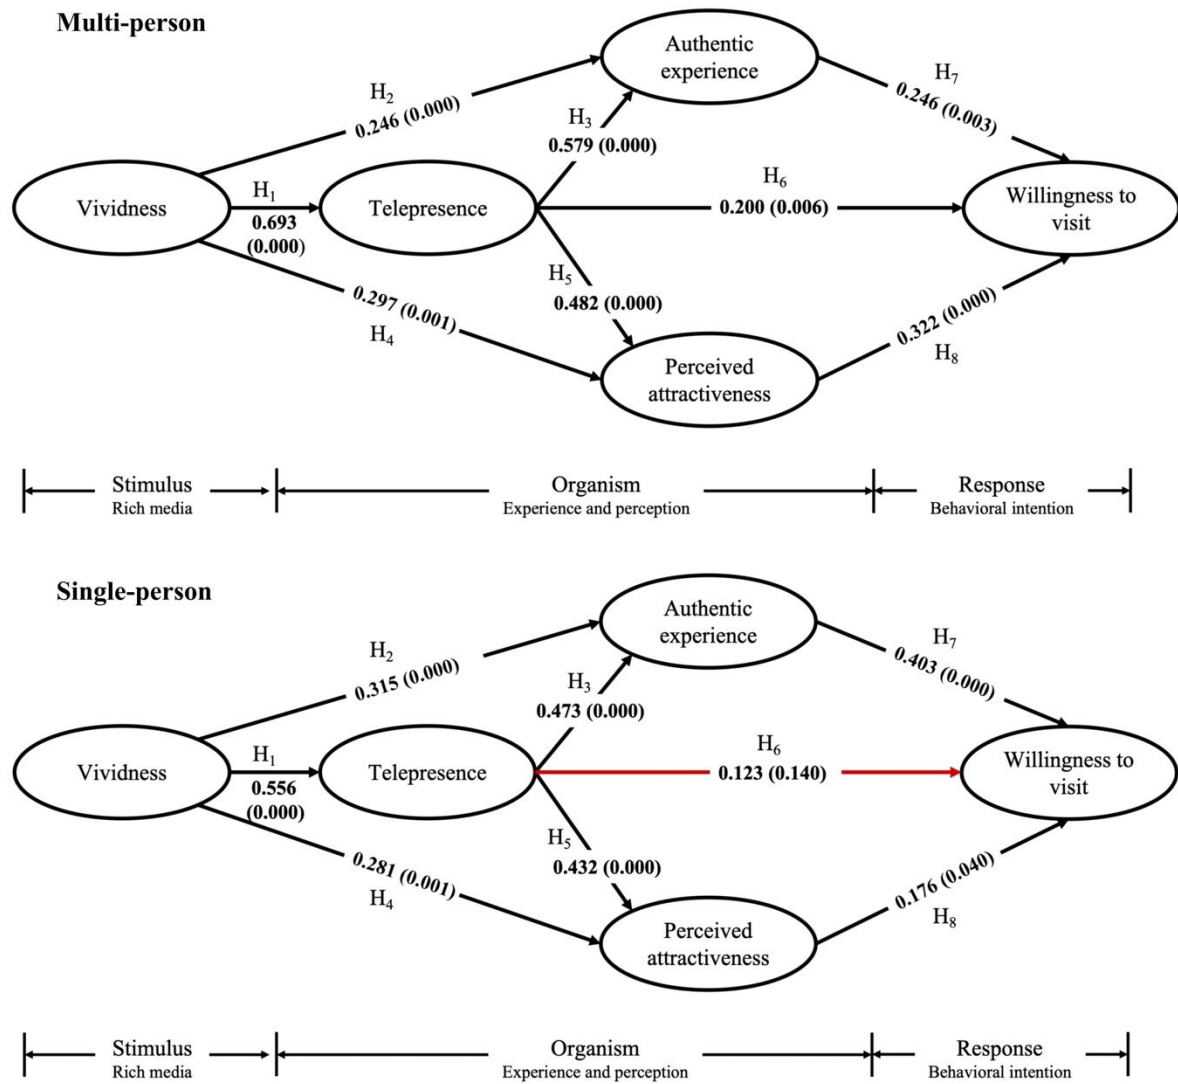 Multi-person
Authentic
experience
H₇
0.246 (0.003)
H₂
0.246 (0.000)
H₃
0.579 (0.000)
Vividness
H₁
0.693
(0.000)
Telepresence
H₆
0.200 (0.006)
Willingness to
visit
H₅
0.482 (0.000)
0.297 (0.001)
H₄
0.322 (0.000)
H₈
Perceived
attractiveness
Stimulus
Rich media
Organism
Experience and perception
Response
Behavioral intention
Single-person
Authentic
experience
H₇
0.403 (0.000)
H₂
0.315 (0.000)
H₃
0.473 (0.000)
Vividness
H₁
0.556
(0.000)
Telepresence
H₆
0.123 (0.140)
Willingness to
visit
H₅
0.432 (0.000)
0.281 (0.001)
H₄
0.176 (0.040)
H₈
Perceived
attractiveness
Stimulus
Rich media
Organism
Experience and perception
Response
Behavioral intention